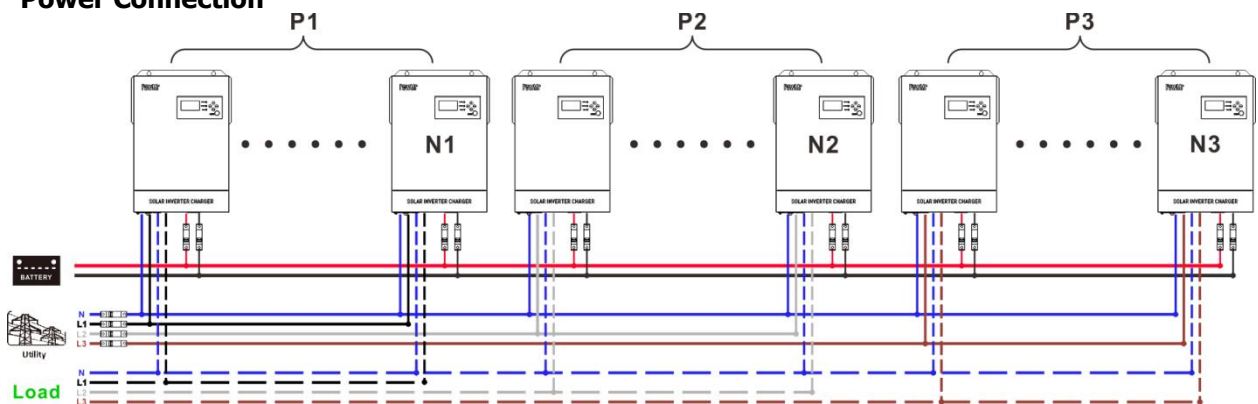 Power Connection
P1 P2 P3
N1 N2 N3
SOLAR INVERTER CHARGER SOLAR INVERTER CHARGER SOLAR INVERTER CHARGER SOLAR INVERTER CHARGER SOLAR INVERTER CHARGER SOLAR INVERTER CHARGER
BATTERY
N
L1
L2
L3
Utility
N
L1
Load
L2
L3